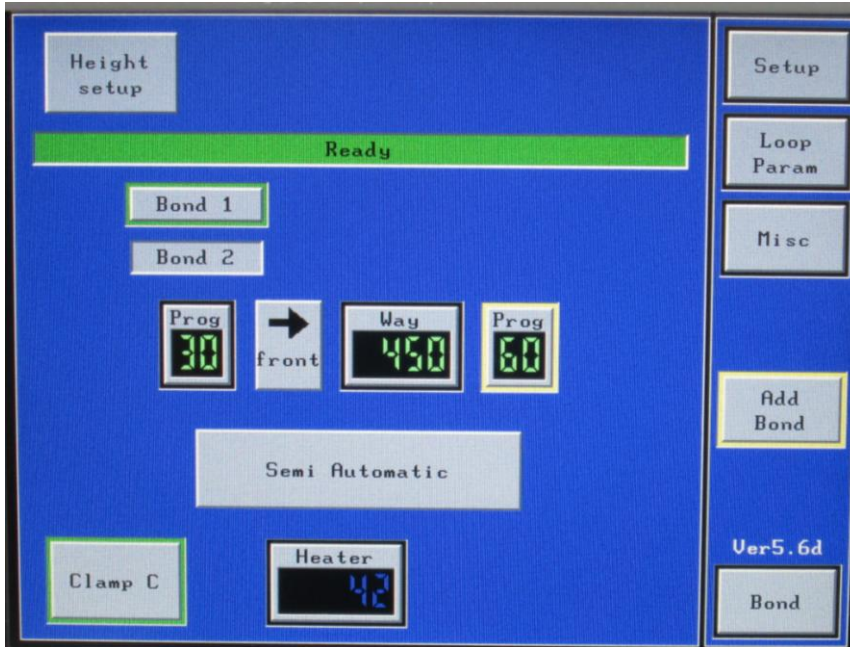 Height
setup
Setup
Ready
Loop
Param
Bond 1
Misc
Bond 2
Prog
30
front
Way
450
Prog
60
Add
Bond
Semi Automatic
Clamp C
Heater
42
Ver5.6d
Bond